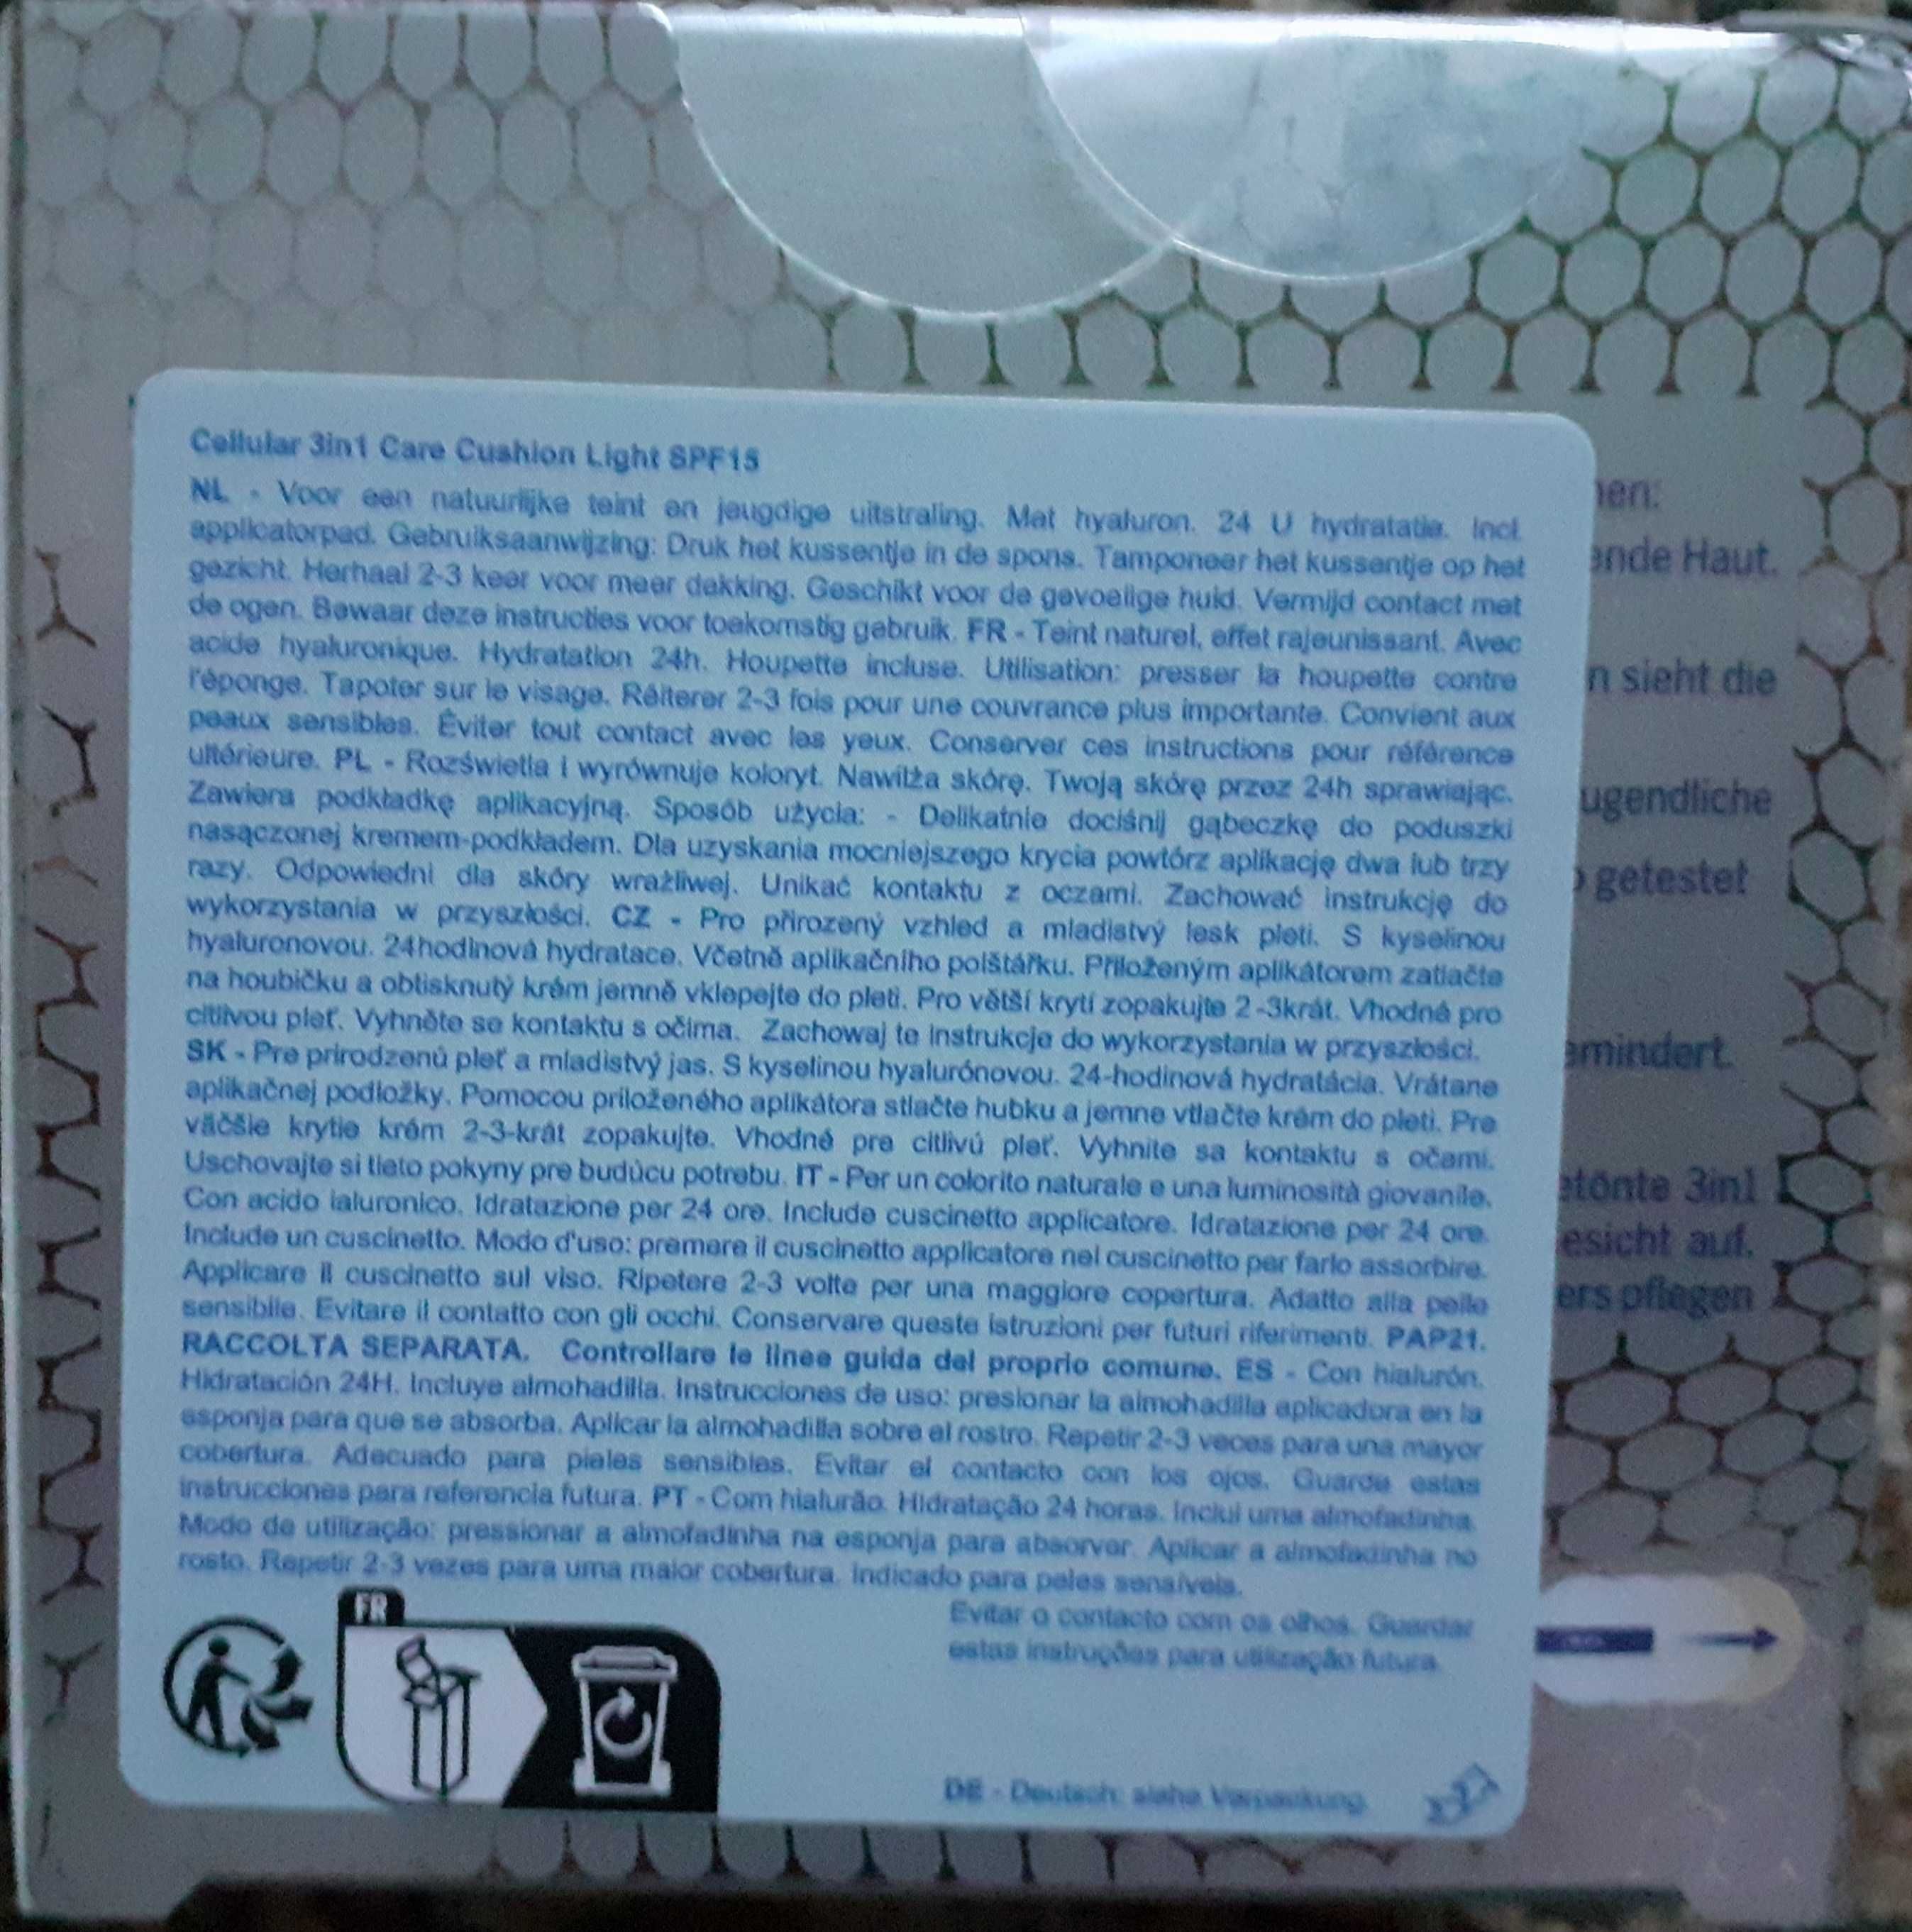 Cellular 3in1 Care Cushion Light SPF15
NL - Voor een natuurlijke teint en jeugdige uitstraling. Met hyaluron. 24 U hydratatie. Incl.
applicatorpad. Gebruiksaanwijzing: Druk het kussentje in de spons. Tamponeer het kussentje op het
gezicht. Herhaal 2-3 keer voor meer dekking. Geschikt voor de gevoelige huid. Vermijd contact met
de ogen. Bewaar deze instructies voor toekomstig gebruik. FR - Teint naturel, effet rajeunissant. Avec
acide hyaluronique. Hydratation 24h. Houpette incluse. Utilisation: presser la houpette contre
l'éponge. Tapoter sur le visage. Réiterer 2-3 fois pour une couvrance plus importante. Convient aux
peaux sensibles. Éviter tout contact avec les yeux. Conserver ces instructions pour référence
ultérieure. PL - Rozświetla i wyrównuje koloryt. Nawilża skórę. Twoją skórę przez 24h sprawiając.
Zawiera podkładkę aplikacyjną. Sposób użycia: - Delikatnie dociśnij gąbeczkę do poduszki
nasączonej kremem-podkładem. Dla uzyskania mocniejszego krycia powtórz aplikację dwa lub trzy
razy. Odpowiedni dla skóry wrażliwej. Unikać kontaktu z oczami. Zachować instrukcję do
wykorzystania w przyszłości. CZ - Pro přirozený vzhled a mladistvý lesk pleti. S kyselinou
hyaluronovou. 24hodinová hydratace. Včetně aplikačního polštářku. Přiloženým aplikátorem zatlačte
na houbičku a obtisknutý krém jemně vklepejte do pleti. Pro větší krytí zopakujte 2 -3krát. Vhodné pro
citlivou pleť. Vyhněte se kontaktu s očima. Zachowaj te instrukcje do wykorzystania w przyszłości.
SK - Pre prirodzenú pleť a mladistvý jas. S kyselinou hyalurónovou. 24-hodinová hydratácia. Vrátane
aplikačnej podložky. Pomocou priloženého aplikátora stlačte hubku a jemne vtlačte krém do pleti. Pre
väčšie krytie krém 2-3-krát zopakujte. Vhodné pre citlivú pleť. Vyhnite sa kontaktu s očami.
Uschovajte si tieto pokyny pre budúcu potrebu. IT - Per un colorito naturale e una luminosità giovanile.
Con acido ialuronico. Idratazione per 24 ore. Include cuscinetto applicatore. Idratazione per 24 ore.
Include un cuscinetto. Modo d'uso: premere il cuscinetto applicatore nel cuscinetto per farlo assorbire.
Applicare il cuscinetto sul viso. Ripetere 2-3 volte per una maggiore copertura. Adatto alla pelle
sensibile. Evitare il contatto con gli occhi. Conservare queste istruzioni per futuri riferimenti. PAP21.
RACCOLTA SEPARATA. Controllare le linee guida del proprio comune. ES - Con hialurón.
Hidratación 24H. Incluye almohadilla. Instrucciones de uso: presionar la almohadilla aplicadora en la
esponja para que se absorba. Aplicar la almohadilla sobre el rostro. Repetir 2-3 veces para una mayor
cobertura. Adecuado para pieles sensibles. Evitar el contacto con los ojos. Guarde estas
instrucciones para referencia futura. PT - Com hialurão. Hidratação 24 horas. Inclui uma almofadinha.
Modo de utilização: pressionar a almofadinha na esponja para absorver. Aplicar a almofadinha no
rosto. Repetir 2-3 vezes para uma maior cobertura. Indicado para peles sensíveis.
Evitar o contacto com os olhos. Guardar
estas instruções para utilização futura.
FR
DE - Deutsch: siehe Verpackung.
nen:
ende Haut.
n sieht die
ugendliche
getestet
mindert.
tönte 3in1
esicht auf.
ers pflegen